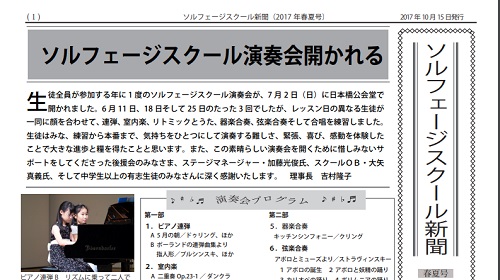 ( 1 )
ソルフェージスクール新聞（2017 年春夏号）
2017 年 10 月 15 日発行
ソルフェージスクール演奏会開かれる
生徒全員が参加する年に 1 度のソルフェージスクール演奏会が、7 月 2 日（日）に日本橋公会堂で
開かれました。6 月 11 日、18 日そして 25 日のたった 3 回でしたが、レッスン日の異なる生徒が
一同に顔を合わせて、連弾、室内楽、リトミックとうた、器楽合奏、弦楽合奏そして合唱を練習しました。
生徒はみな、練習から本番まで、気持ちをひとつにして演奏する難しさ、緊張、喜び、感動を体験した
ことで大きな進歩と糧を得たことと思います。また、この素晴らしい演奏会を開くために惜しみないサ
ポートをしてくださった後援会のみなさま、ステージマネージャー・加藤光俊氏、スクールOB・大矢
真義氏、そして中学生以上の有志生徒のみなさんに深く感謝いたします。　理事長　吉村隆子
ソルフェージスクール新聞
春夏号
演奏会プログラム
第一部
1．ピアノ連弾
A 5 月の朝／ドゥリング、ほか
B ポーランドの連弾曲集より
指人形／ブルンスキ、ほか
2．室内楽
A 二重奏 Op.23-1 ／ ダンクラ
第二部
5．器楽合奏
キッチンシンフォニー／クリング
6．弦楽合奏
アポロとミューズより／ストラヴィンスキー
1 アポロの誕生　2 アポロと妖精の踊り
ピアノ連弾 B　リズムに乗って二人で